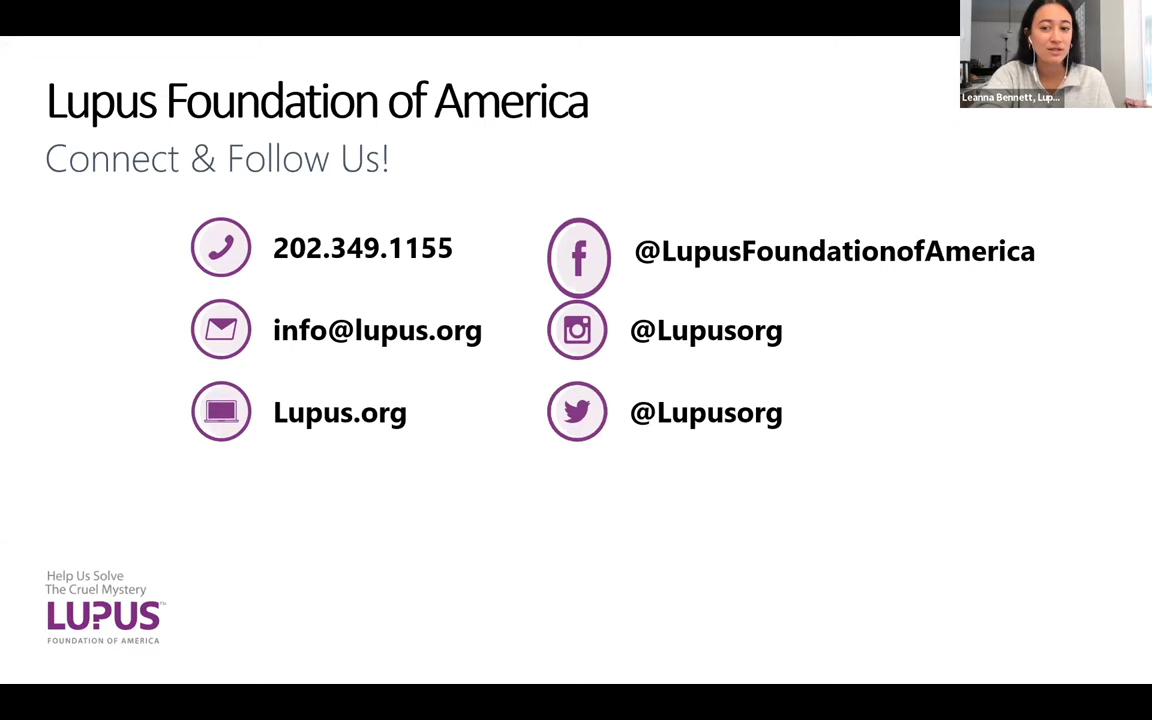 Lupus Foundation of America
Connect & Follow Us!
202.349.1155
@LupusFoundationofAmerica
info@lupus.org
@Lupusorg
Lupus.org
@Lupusorg
Help Us Solve
The Cruel Mystery
LUPUS™
FOUNDATION OF AMERICA
Leanna Bennett, Lup...